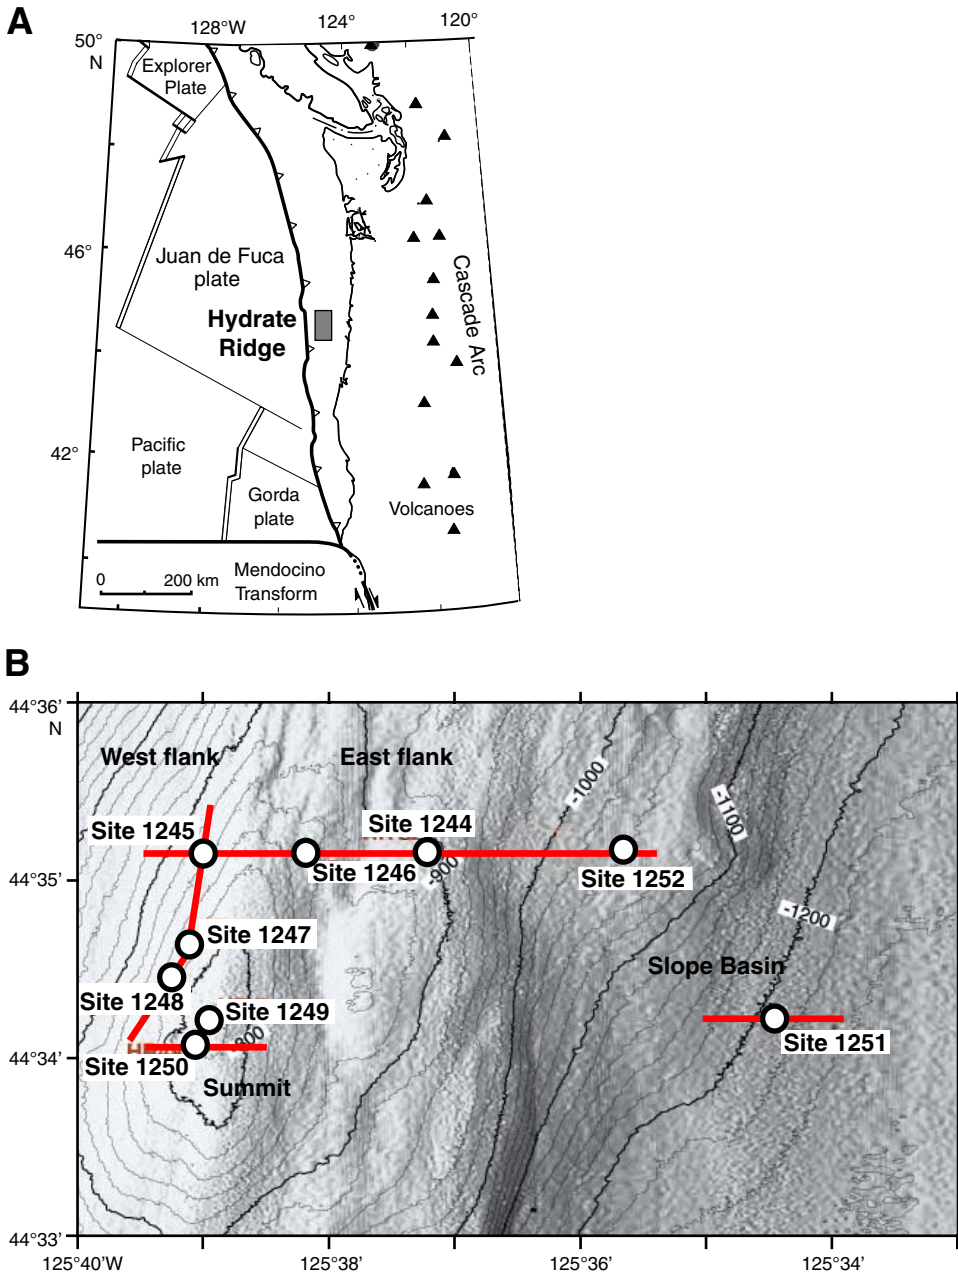 A
128°W
124°
120°
50°
N
Explorer
Plate
46°
Juan de Fuca
plate
Cascade Arc
Hydrate
Ridge
42°
Pacific
plate
Gorda
plate
Volcanoes
0
200 km
Mendocino
Transform
B
44°36'
N
West flank
East flank
-1000
-1100
Site 1245
Site 1244
Site 1246
-900
Site 1252
44°35'
-1200
Site 1247
Slope Basin
Site 1248
Site 1249
Site 1251
44°34'
Site 1250
Summit
44°33'
125°40'W
125°38'
125°36'
125°34'